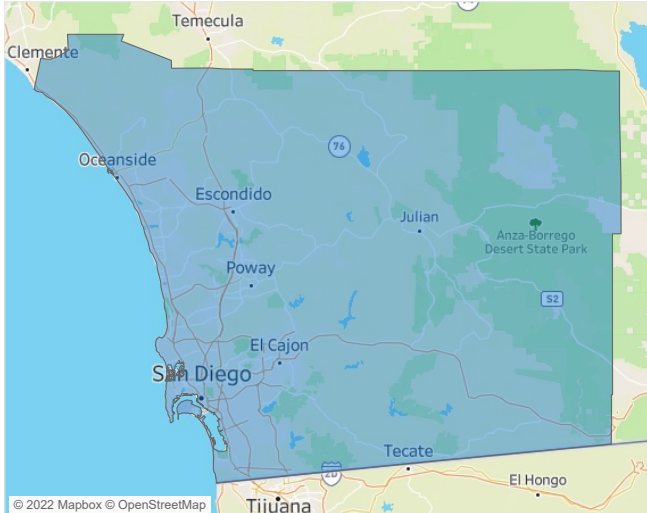 Temecula
Clemente
76
Oceanside
Escondido
Julian
Anza-Borrego
Desert State Park
Poway
S2
El Cajon
San Diego
Tecate
2D
El Hongo
Tijuana
© 2022 Mapbox © OpenStreetMap